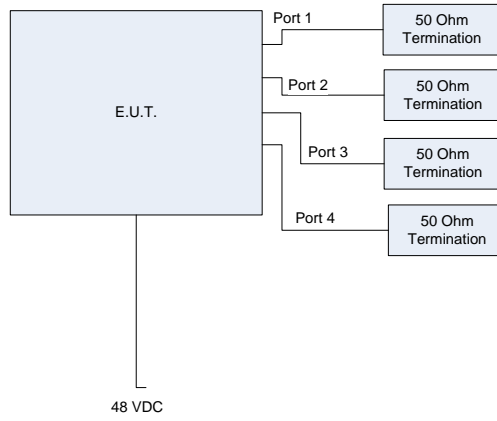 Port 1
50 Ohm
Termination
Port 2
50 Ohm
Termination
E.U.T.
Port 3
50 Ohm
Termination
Port 4
50 Ohm
Termination
48 VDC